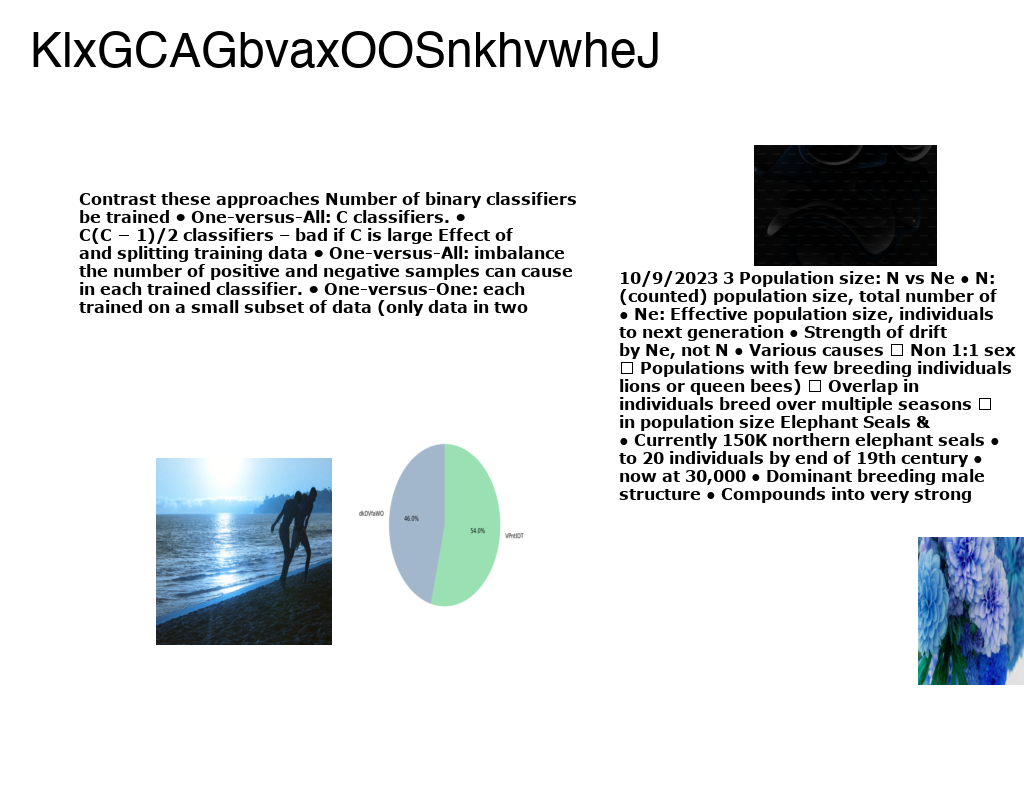 KlxGCAGbvaxOOSnkhvwheJ
Contrast these approaches Number of binary classifiers
be trained ● One-versus-All: C classifiers. ●
C(C − 1)/2 classifiers – bad if C is large Effect of
and splitting training data ● One-versus-All: imbalance
the number of positive and negative samples can cause
in each trained classifier. ● One-versus-One: each
trained on a small subset of data (only data in two
10/9/2023 3 Population size: N vs Ne ● N:
(counted) population size, total number of
● Ne: Effective population size, individuals
to next generation ● Strength of drift
by Ne, not N ● Various causes □ Non 1:1 sex
□ Populations with few breeding individuals
lions or queen bees) □ Overlap in
individuals breed over multiple seasons □
in population size Elephant Seals &
● Currently 150K northern elephant seals ●
to 20 individuals by end of 19th century ●
now at 30,000 ● Dominant breeding male
structure ● Compounds into very strong
dkDVfaWO
46.0%
54.0%